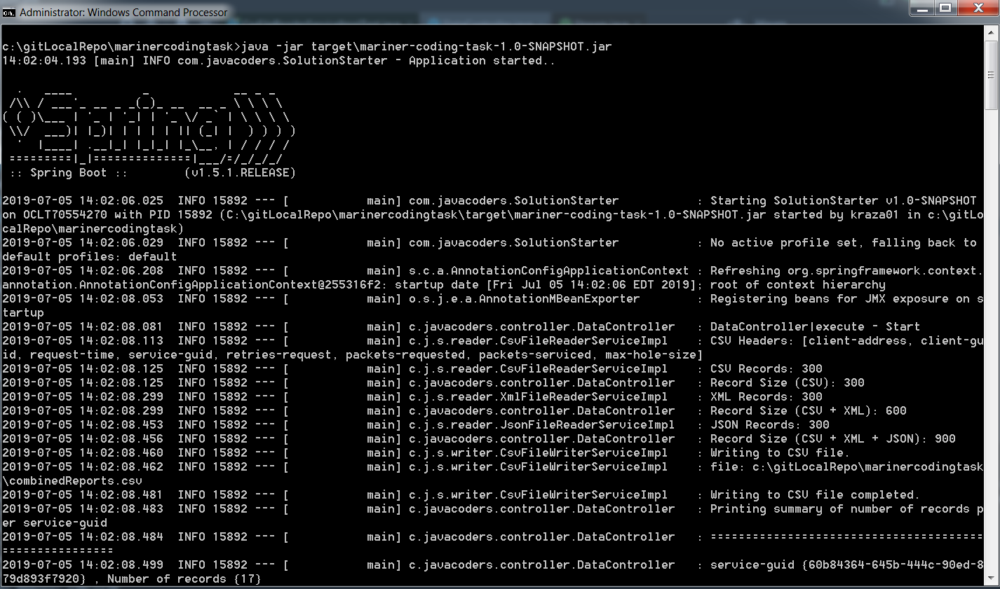 Administrator: Windows Command Processor
c:\gitLocalRepo\marinercodingtask>java -jar target\mariner-coding-task-1.0-SNAPSHOT.jar
14:02:04.193 [main] INFO com.javacoders.SolutionStarter - Application started..
  .   ____          _            __ _ _
 /\\ / ___'_ __ _ _(_)_ __  __ _ \ \ \ \
( ( )\___ | '_ | '_| | '_ \/ _` | \ \ \ \
 \\/  ___)| |_)| | | | | || (_| |  ) ) ) )
  '  |____| .__|_| |_|_| |_\__, | / / / /
 =========|_|==============|___/=/_/_/_/
 :: Spring Boot ::        (v1.5.1.RELEASE)
2019-07-05 14:02:06.025  INFO 15892 --- [           main] com.javacoders.SolutionStarter           : Starting SolutionStarter v1.0-SNAPSHOT
on OCLT70554270 with PID 15892 (C:\gitLocalRepo\marinercodingtask\target\mariner-coding-task-1.0-SNAPSHOT.jar started by kraza01 in c:\gitLo
calRepo\marinercodingtask)
2019-07-05 14:02:06.029  INFO 15892 --- [           main] com.javacoders.SolutionStarter           : No active profile set, falling back to
default profiles: default
2019-07-05 14:02:06.208  INFO 15892 --- [           main] s.c.a.AnnotationConfigApplicationContext : Refreshing org.springframework.context.
annotation.AnnotationConfigApplicationContext@255316f2: startup date [Fri Jul 05 14:02:06 EDT 2019]; root of context hierarchy
2019-07-05 14:02:08.053  INFO 15892 --- [           main] o.s.j.e.a.AnnotationMBeanExporter        : Registering beans for JMX exposure on s
tartup
2019-07-05 14:02:08.081  INFO 15892 --- [           main] c.javacoders.controller.DataController   : DataController|execute - Start
2019-07-05 14:02:08.113  INFO 15892 --- [           main] c.j.s.reader.CsvFileReaderServiceImpl    : CSV Headers: [client-address, client-gu
id, request-time, service-guid, retries-request, packets-requested, packets-serviced, max-hole-size]
2019-07-05 14:02:08.125  INFO 15892 --- [           main] c.j.s.reader.CsvFileReaderServiceImpl    : CSV Records: 300
2019-07-05 14:02:08.125  INFO 15892 --- [           main] c.javacoders.controller.DataController   : Record Size (CSV): 300
2019-07-05 14:02:08.299  INFO 15892 --- [           main] c.j.s.reader.XmlFileReaderServiceImpl    : XML Records: 300
2019-07-05 14:02:08.299  INFO 15892 --- [           main] c.javacoders.controller.DataController   : Record Size (CSV + XML): 600
2019-07-05 14:02:08.453  INFO 15892 --- [           main] c.j.s.reader.JsonFileReaderServiceImpl   : JSON Records: 300
2019-07-05 14:02:08.456  INFO 15892 --- [           main] c.javacoders.controller.DataController   : Record Size (CSV + XML + JSON): 900
2019-07-05 14:02:08.460  INFO 15892 --- [           main] c.j.s.writer.CsvFileWriterServiceImpl    : Writing to CSV file.
2019-07-05 14:02:08.462  INFO 15892 --- [           main] c.j.s.writer.CsvFileWriterServiceImpl    : file: c:\gitLocalRepo\marinercodingtask
\combinedReports.csv
2019-07-05 14:02:08.481  INFO 15892 --- [           main] c.j.s.writer.CsvFileWriterServiceImpl    : Writing to CSV file completed.
2019-07-05 14:02:08.483  INFO 15892 --- [           main] c.javacoders.controller.DataController   : Printing summary of number of records p
er service-guid
2019-07-05 14:02:08.484  INFO 15892 --- [           main] c.javacoders.controller.DataController   : =======================================
================
2019-07-05 14:02:08.499  INFO 15892 --- [           main] c.javacoders.controller.DataController   : service-guid {60b84364-645b-444c-90ed-8
79d893f7920} , Number of records {17}